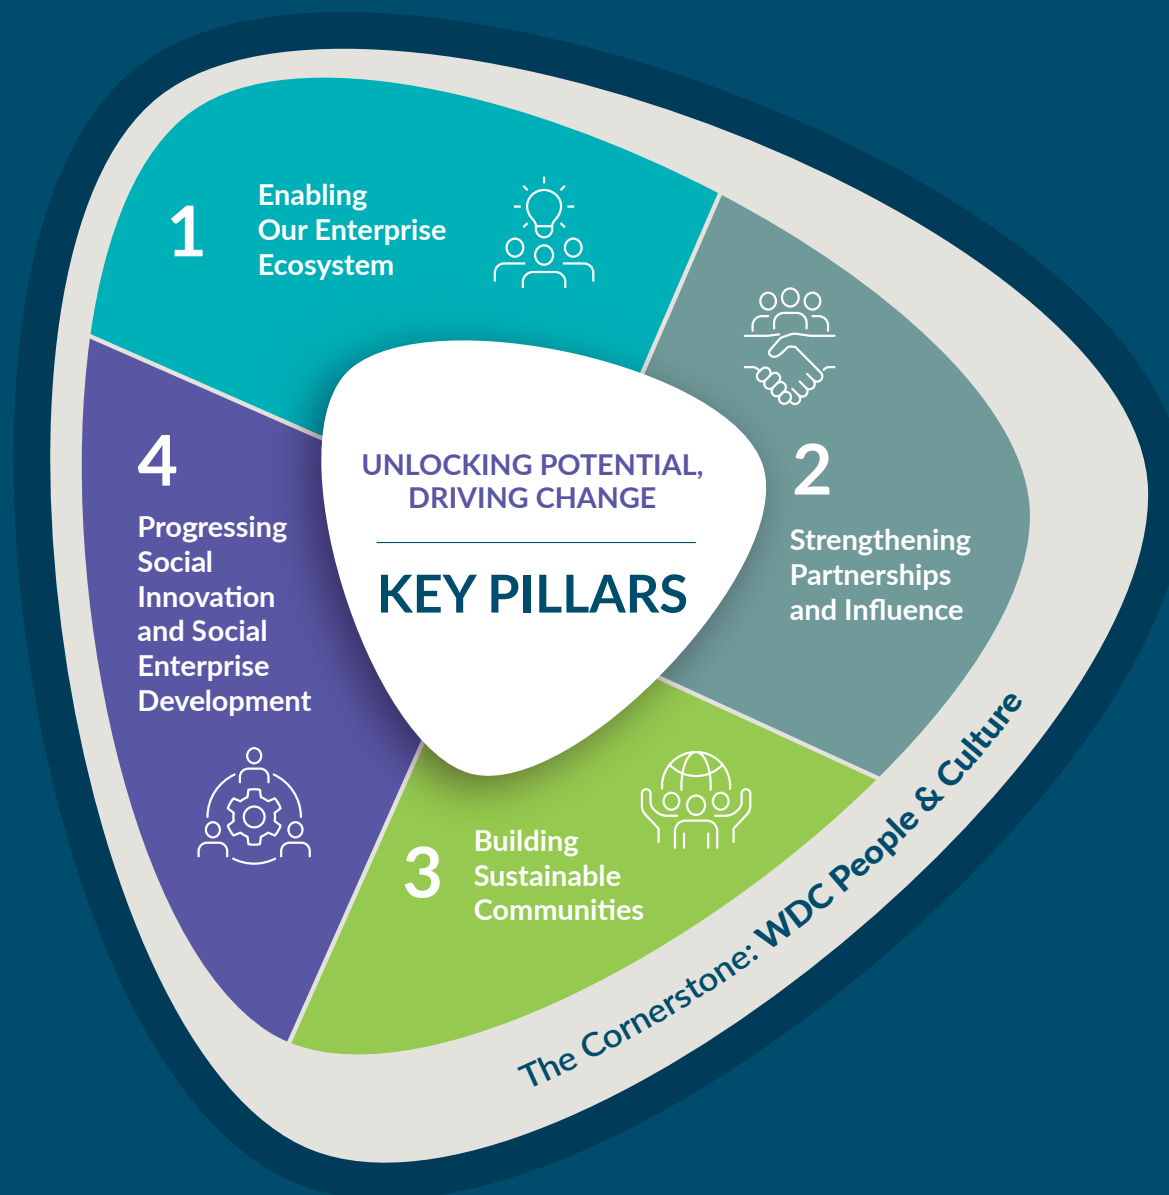 1
Enabling
Our Enterprise
Ecosystem
2
Strengthening
Partnerships
and Influence
3
Building
Sustainable
Communities
4
Progressing
Social
Innovation
and Social
Enterprise
Development
UNLOCKING POTENTIAL,
DRIVING CHANGE
KEY PILLARS
The Cornerstone: WDC People & Culture